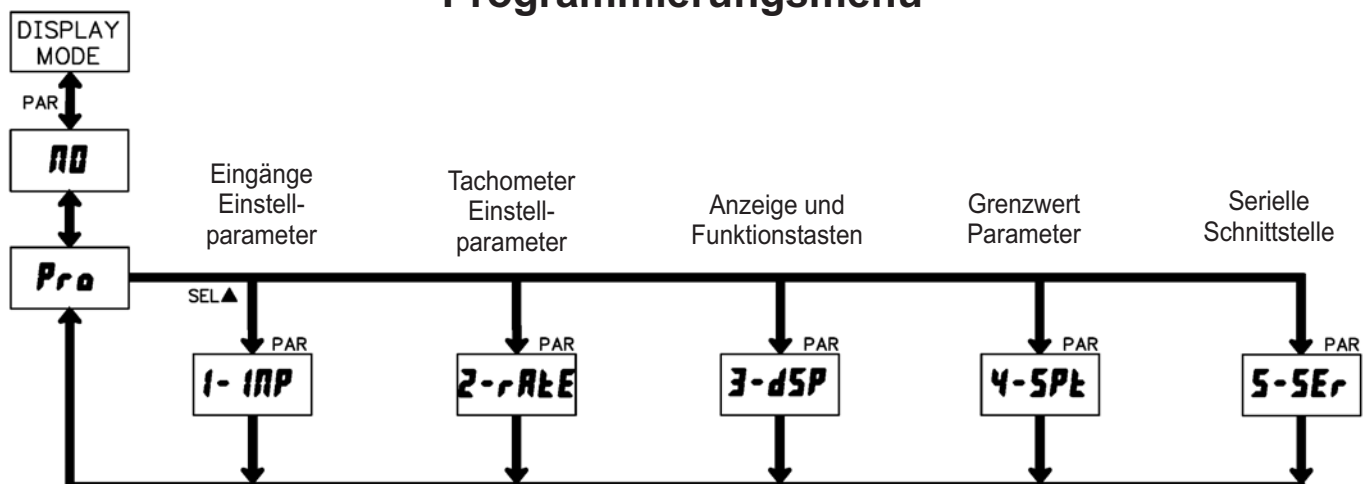 Programmierungsmenü
DISPLAY
MODE
PAR
NO
Pro
Eingänge
Einstell-
parameter
Tachometer
Einstell-
parameter
Anzeige und
Funktionstasten
Grenzwert
Parameter
Serielle
Schnittstelle
SEL▲
PAR
PAR
PAR
PAR
PAR
1-INP
2-rAtE
3-dSP
4-SPt
5-SEr